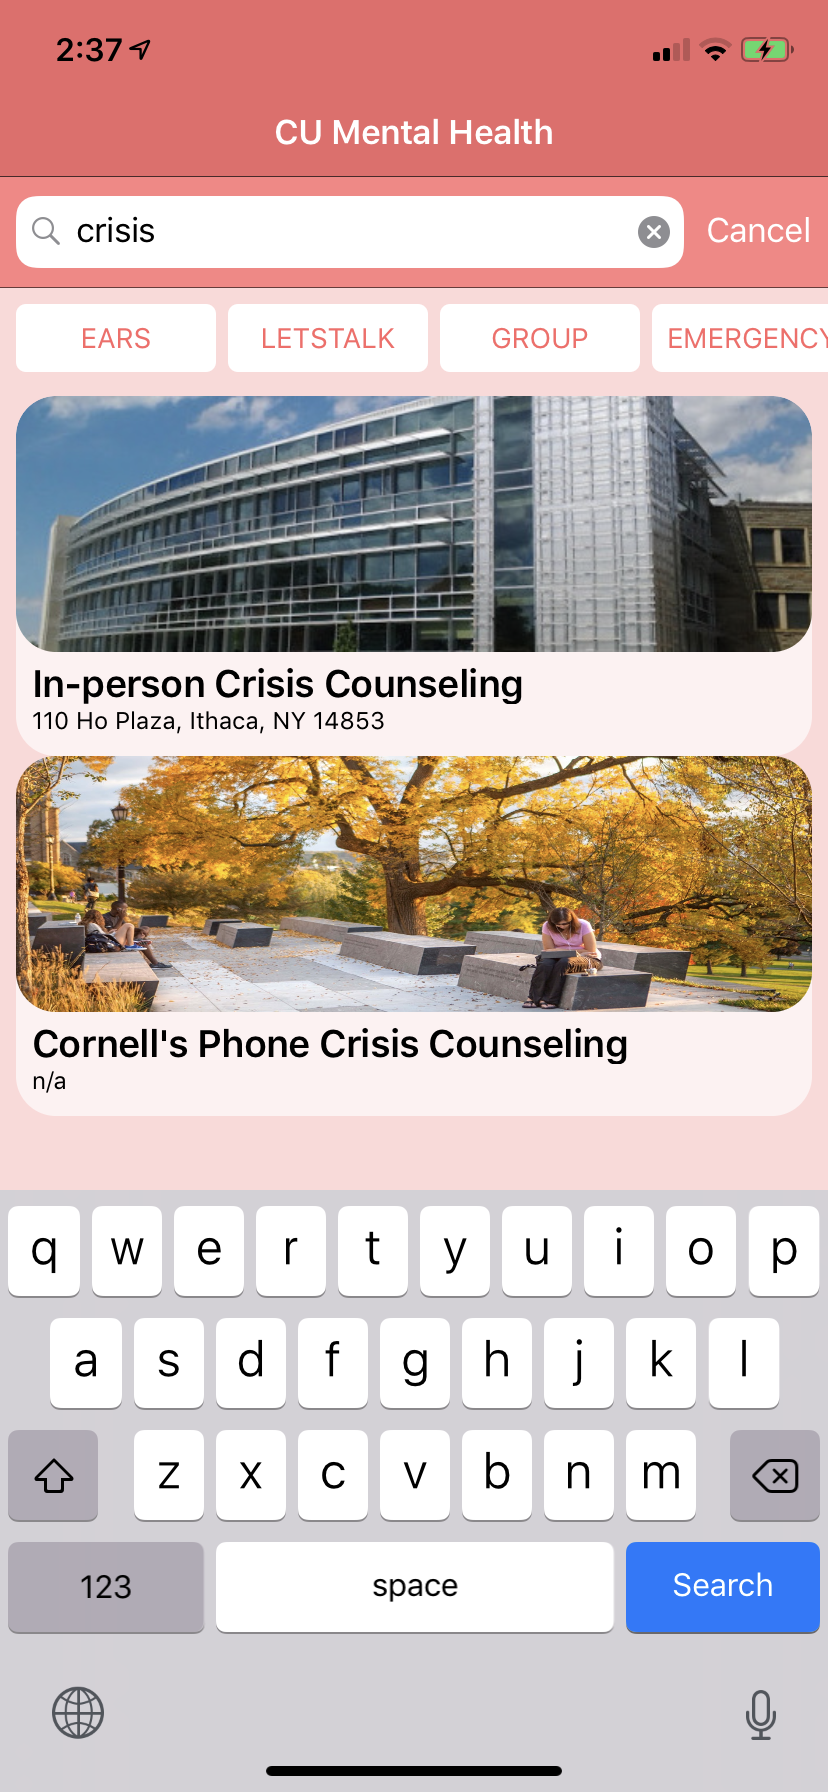 2:37
CU Mental Health
crisis
Cancel
EARS
LETSTALK
GROUP
EMERGENCY
In-person Crisis Counseling
110 Ho Plaza, Ithaca, NY 14853
Cornell's Phone Crisis Counseling
n/a
q w e r t y u i o p
a s d f g h j k l
z x c v b n m
123 space Search